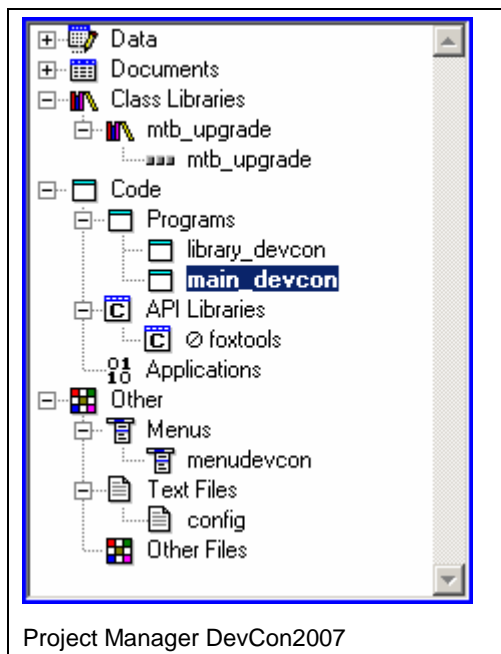 Data
Documents
Class Libraries
mtb_upgrade
mtb_upgrade
Code
Programs
library_devcon
main_devcon
API Libraries
foxtools
Applications
Other
Menus
menudevcon
Text Files
config
Other Files
Project Manager DevCon2007